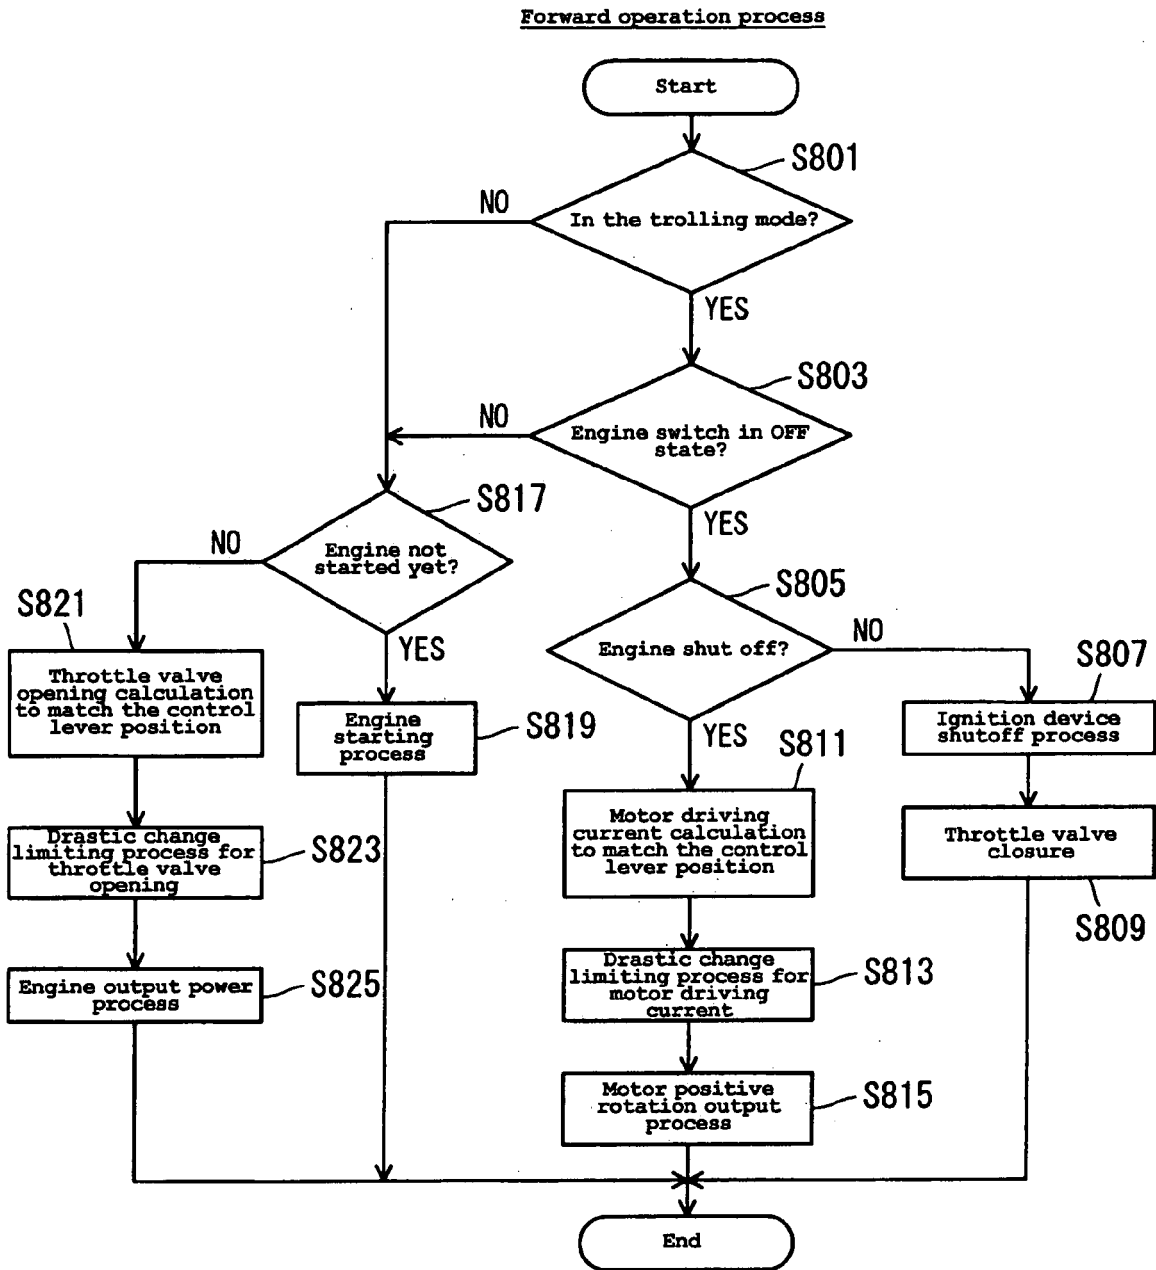 Forward operation process
Start
S801
In the trolling mode?
NO
YES
S803
Engine switch in OFF
state?
NO
YES
S817
Engine not
started yet?
NO
YES
S805
Engine shut off?
NO
YES
S821
Throttle valve
opening calculation
to match the control
lever position
S819
Engine
starting
process
S807
Ignition device
shutoff process
S811
Motor driving
current calculation
to match the control
lever position
S823
Drastic change
limiting process for
throttle valve
opening
Throttle valve
closure
S809
S825
Engine output power
process
Drastic change
limiting process for
motor driving
current
S813
Motor positive
rotation output
process
S815
End